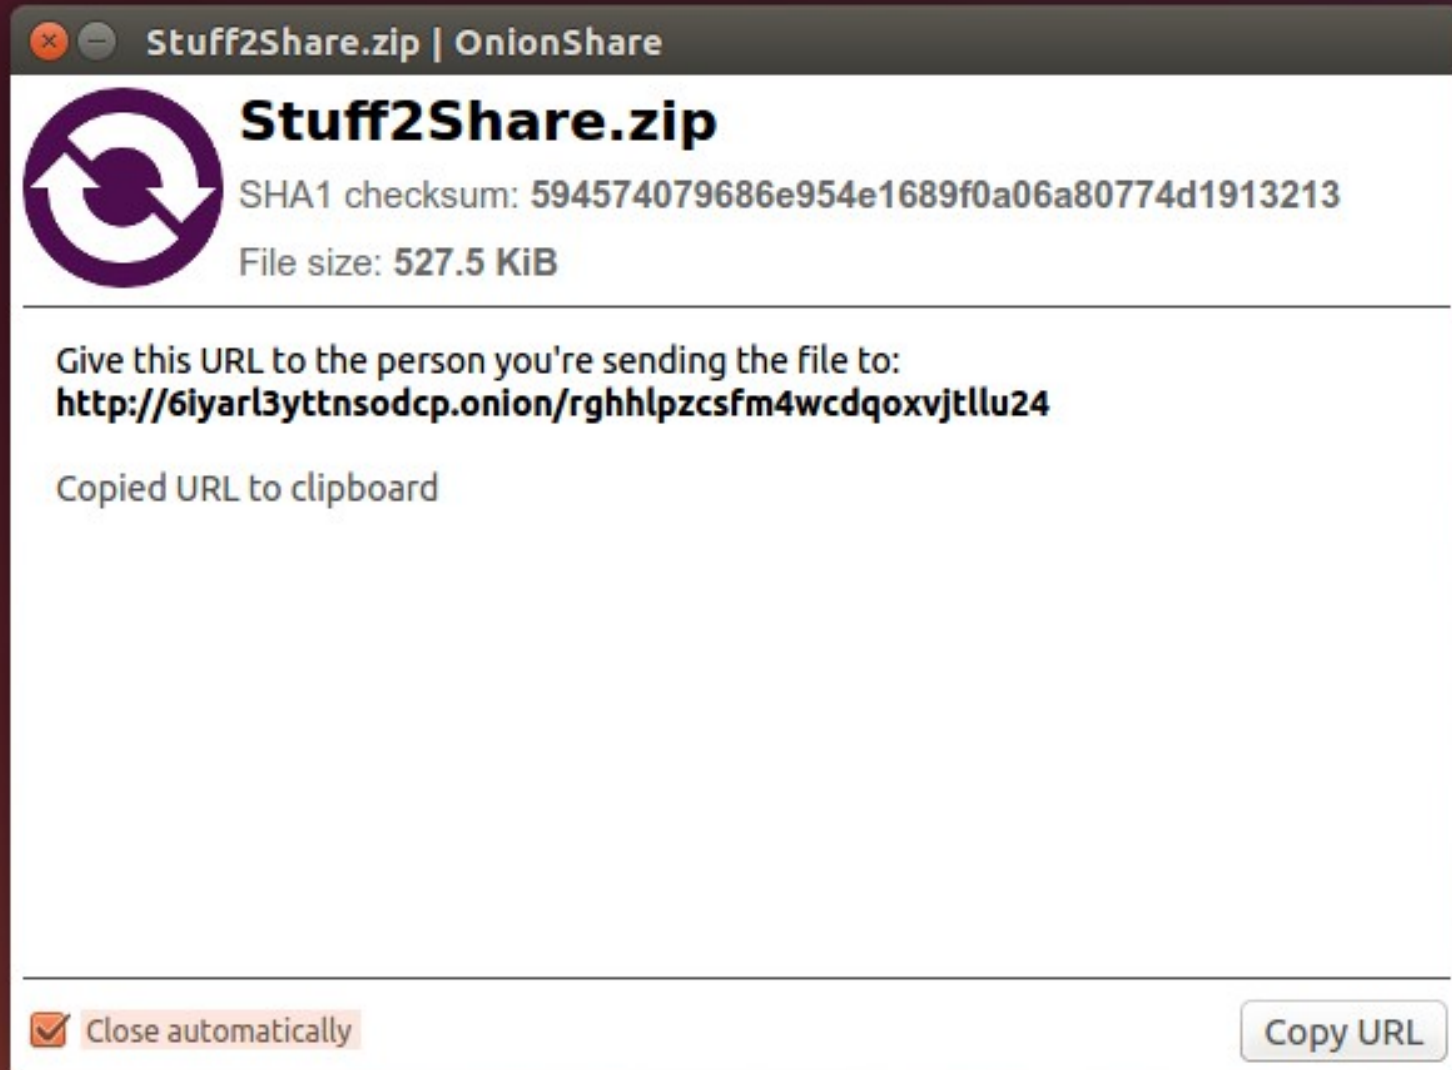 Stuff2Share.zip | OnionShare
Stuff2Share.zip
SHA1 checksum: 594574079686e954e1689f0a06a80774d1913213
File size: 527.5 KiB
Give this URL to the person you're sending the file to:
http://6iyarl3yttnsodcp.onion/rghhlpzcsfm4wcdqoxvjtllu24
Copied URL to clipboard
Close automatically
Copy URL